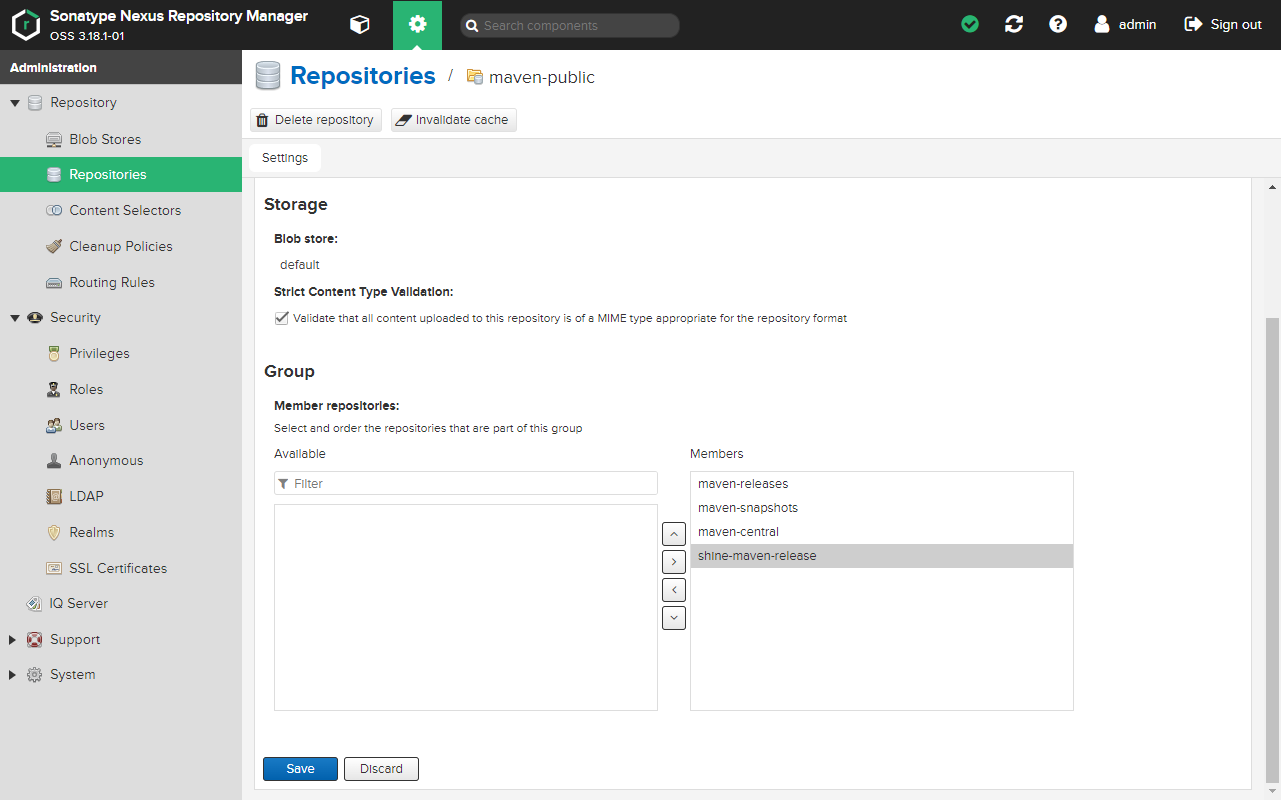 Sonatype Nexus Repository Manager
OSS 3.18.1-01
Search components
admin
Sign out
Administration
Repository
Blob Stores
Repositories
Content Selectors
Cleanup Policies
Routing Rules
Security
Privileges
Roles
Users
Anonymous
LDAP
Realms
SSL Certificates
IQ Server
Support
System
Repositories / maven-public
Delete repository
Invalidate cache
Settings
Storage
Blob store:
default
Strict Content Type Validation:
Validate that all content uploaded to this repository is of a MIME type appropriate for the repository format
Group
Member repositories:
Select and order the repositories that are part of this group
Available
Filter
Members
maven-releases
maven-snapshots
maven-central
shine-maven-release
Save
Discard